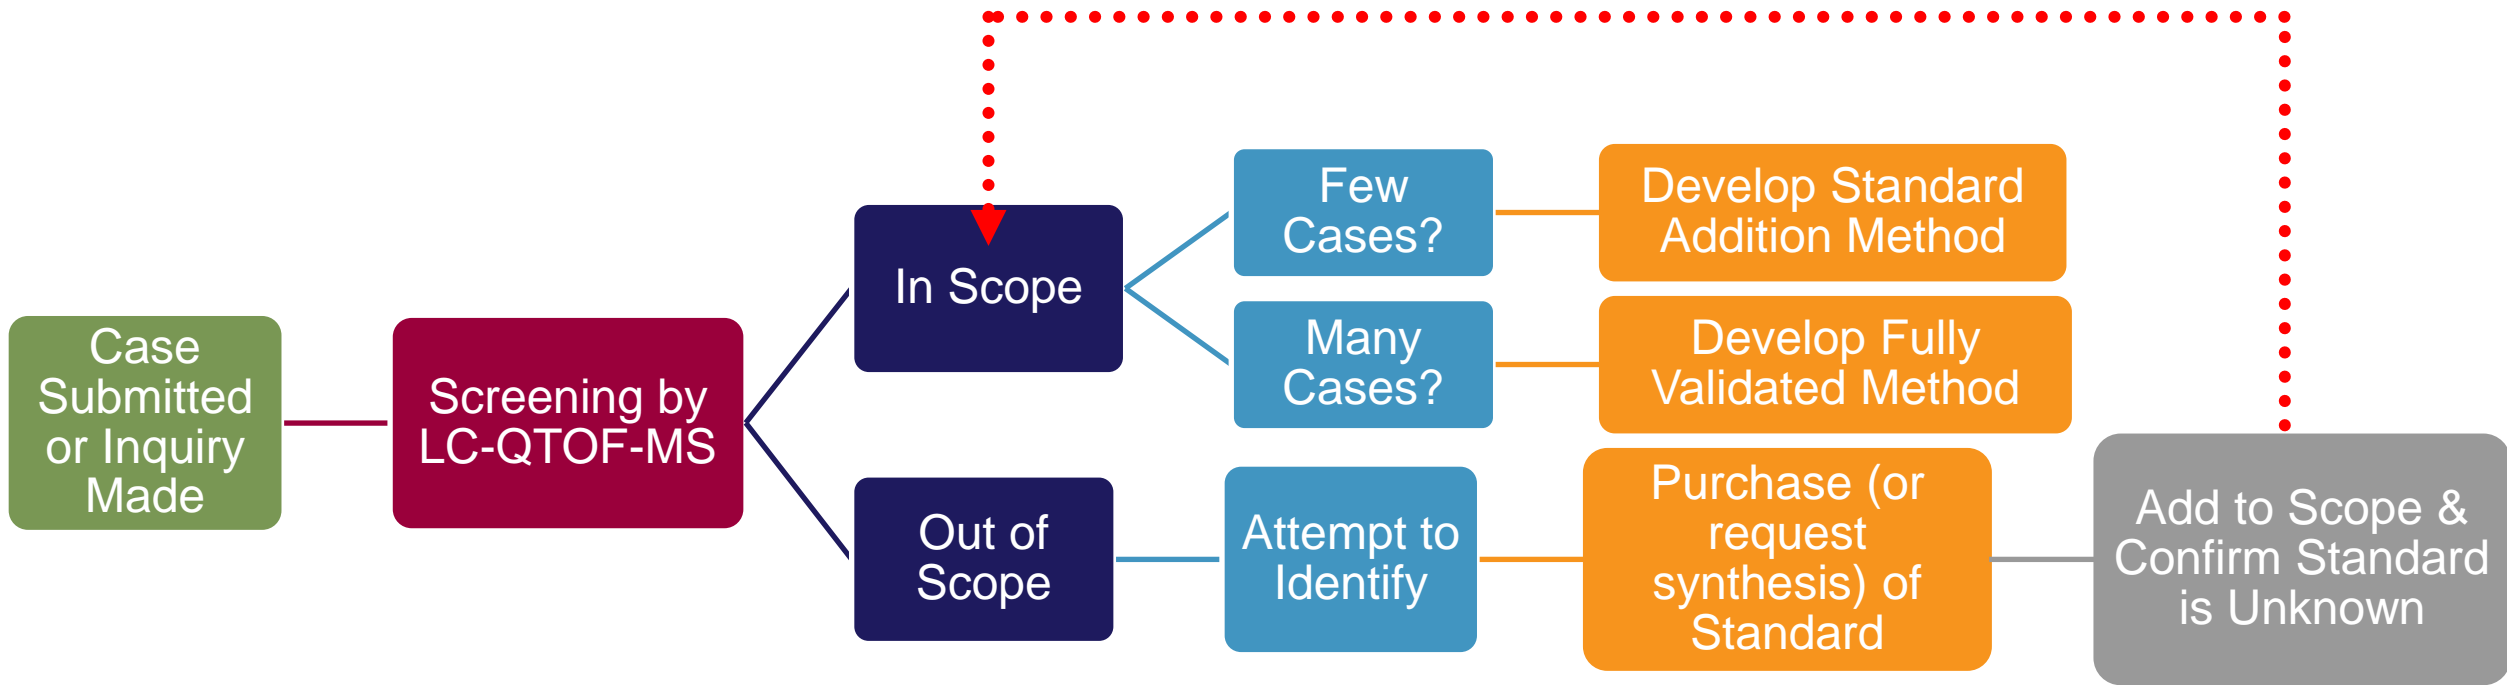 Case
Submitted
or Inquiry
Made
Screening by
LC-QTOF-MS
In Scope
Few
Cases?
Develop Standard
Addition Method
Many
Cases?
Develop Fully
Validated Method
Out of
Scope
Attempt to
Identify
Purchase (or
request
synthesis) of
Standard
Add to Scope &
Confirm Standard
is Unknown